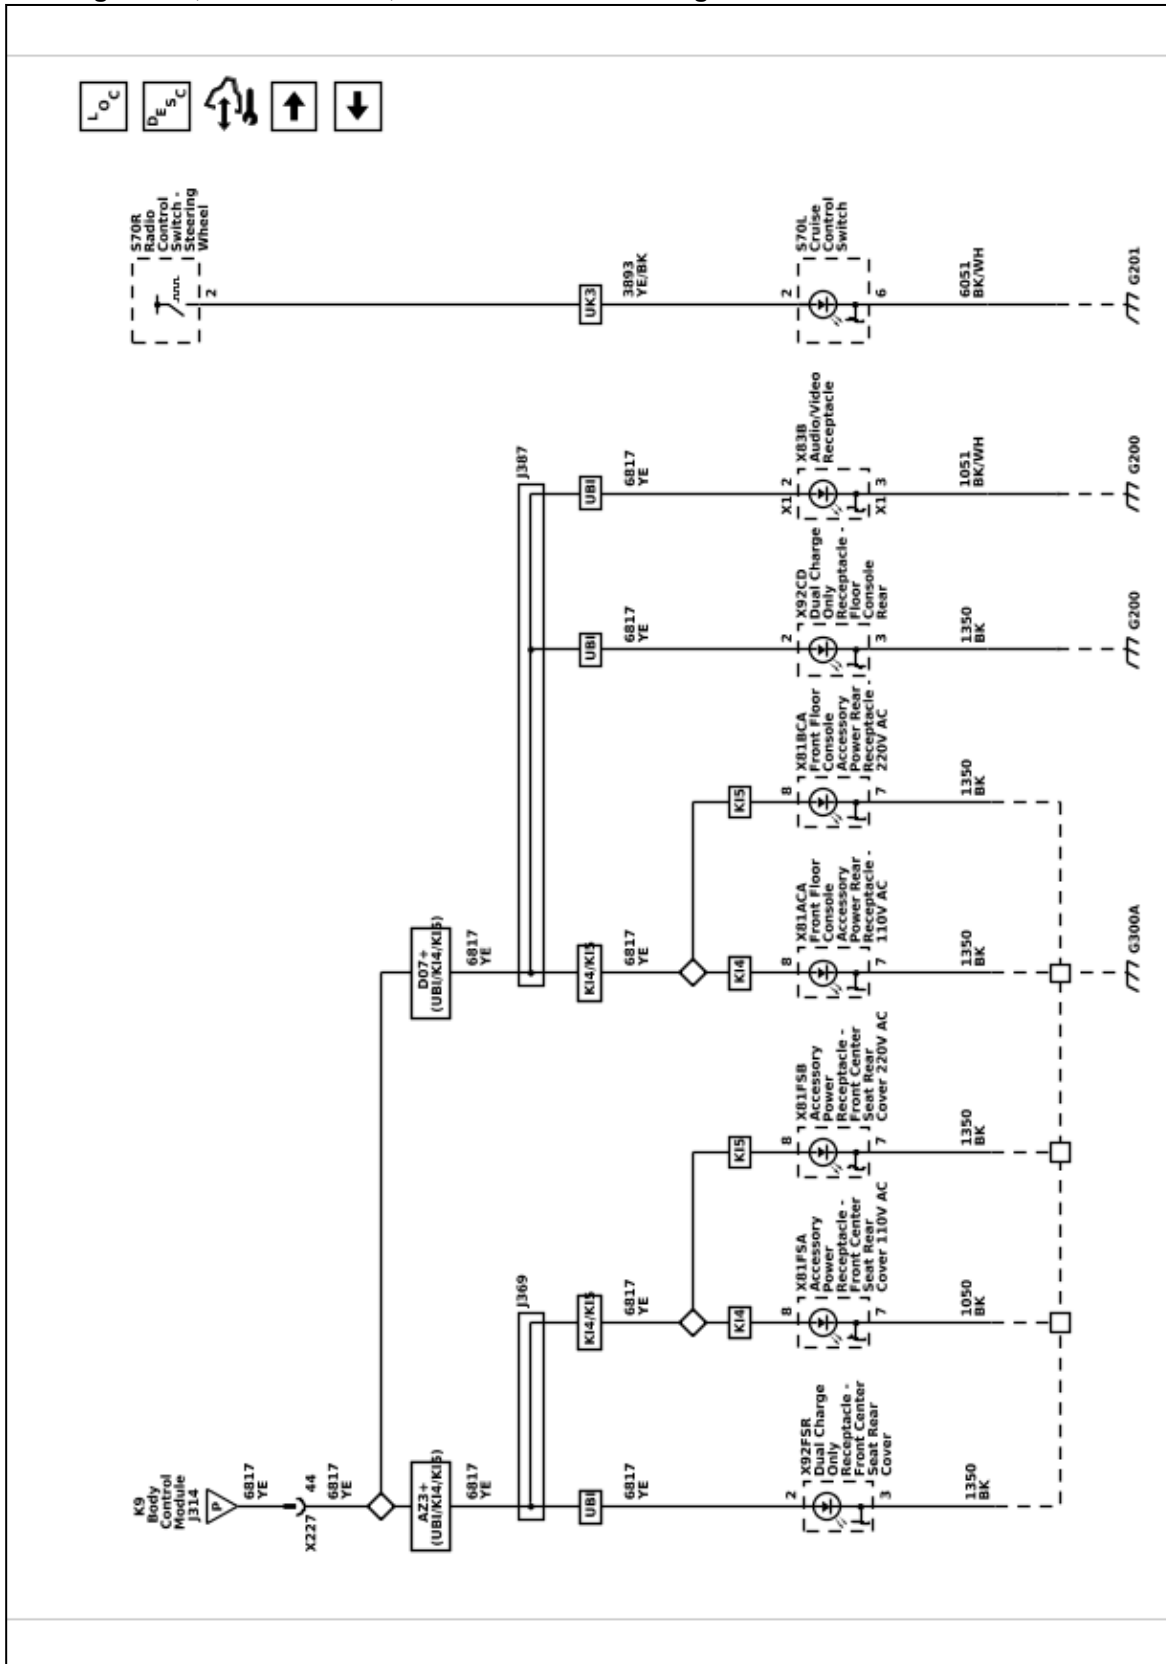 LOC
DESC
K9
Body
Control
Module
J314
P
6817
YE
X227
44
6817
YE
AZ3+
(UBI/KI4/KI5)
6817
YE
J369
UBI
6817
YE
2
X92FSR
Dual Charge
Only
Receptacle -
Front Center
Seat Rear
Cover
3
1350
BK
KI4/KI5
6817
YE
KI4
8
X81FSA
Accessory
Power
Receptacle -
Front Center
Seat Rear
Cover 110V AC
7
1050
BK
KI5
8
X81FSB
Accessory
Power
Receptacle -
Front Center
Seat Rear
Cover 220V AC
7
1350
BK
D07+
(UBI/KI4/KI5)
6817
YE
J387
KI4/KI5
6817
YE
KI4
8
X81ACA
Front Floor
Console
Accessory
Power Rear
Receptacle -
110V AC
7
1350
BK
G300A
KI5
8
X81BCA
Front Floor
Console
Accessory
Power Rear
Receptacle -
220V AC
7
1350
BK
UBI
6817
YE
2
X92CD
Dual Charge
Only
Receptacle -
Floor
Console
Rear
3
1350
BK
G200
UBI
6817
YE
X1
2
X83B
Audio/Video
Receptacle
X1
3
1051
BK/WH
G200
S70R
Radio
Control
Switch -
Steering
Wheel
2
UK3
3893
YE/BK
2
S70L
Cruise
Control
Switch
6
6051
BK/WH
G201